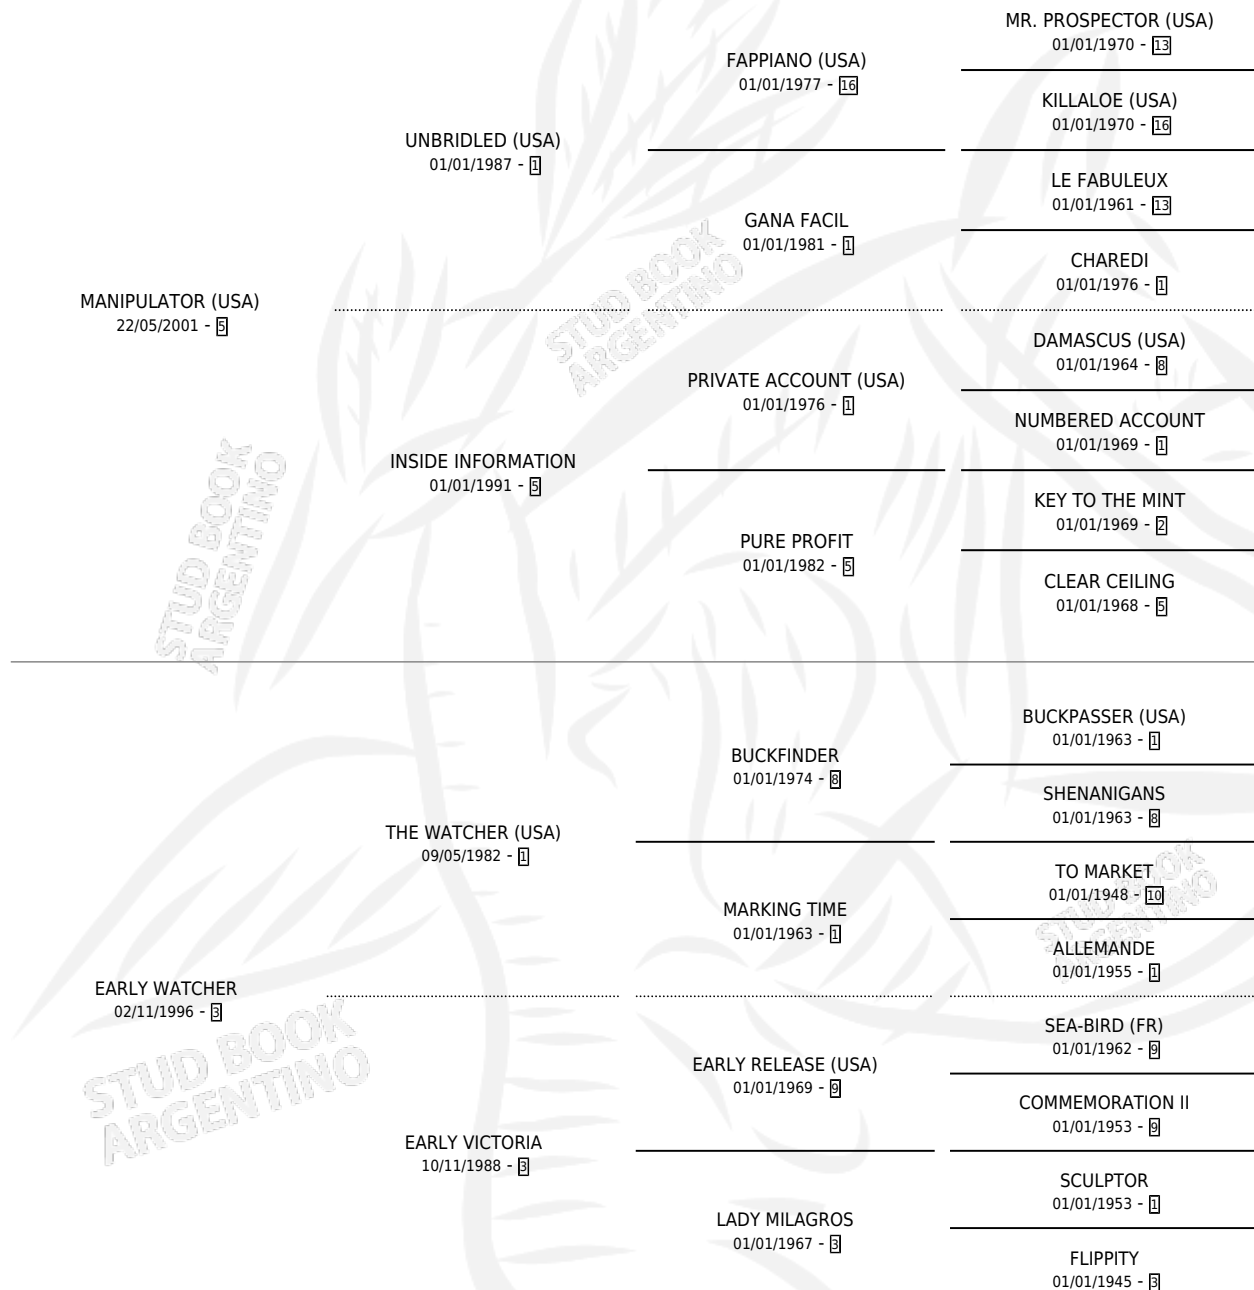 MR. PROSPECTOR (USA)
01/01/1970 - 13
FAPPIANO (USA)
01/01/1977 - 16
KILLALOE (USA)
01/01/1970 - 16
UNBRIDLED (USA)
01/01/1987 - 1
LE FABULEUX
01/01/1961 - 13
GANA FACIL
01/01/1981 - 1
CHAREDI
01/01/1976 - 1
MANIPULATOR (USA)
22/05/2001 - 5
STUD BOOK
ARGENTINO
DAMASCUS (USA)
01/01/1964 - 8
PRIVATE ACCOUNT (USA)
01/01/1976 - 1
NUMBERED ACCOUNT
01/01/1969 - 1
INSIDE INFORMATION
01/01/1991 - 5
KEY TO THE MINT
01/01/1969 - 2
PURE PROFIT
01/01/1982 - 5
CLEAR CEILING
01/01/1968 - 5
STUD BOOK
ARGENTINO
BUCKPASSER (USA)
01/01/1963 - 1
BUCKFINDER
01/01/1974 - 8
SHENANIGANS
01/01/1963 - 8
THE WATCHER (USA)
09/05/1982 - 1
TO MARKET
01/01/1948 - 10
MARKING TIME
01/01/1963 - 1
ALLEMANDE
01/01/1955 - 1
STUD BOOK
ARGENTINO
EARLY WATCHER
02/11/1996 - 3
SEA-BIRD (FR)
01/01/1962 - 9
EARLY RELEASE (USA)
01/01/1969 - 9
COMMEMORATION II
01/01/1953 - 9
STUD BOOK
ARGENTINO
EARLY VICTORIA
10/11/1988 - 3
SCULPTOR
01/01/1953 - 1
LADY MILAGROS
01/01/1967 - 3
FLIPPITY
01/01/1945 - 3